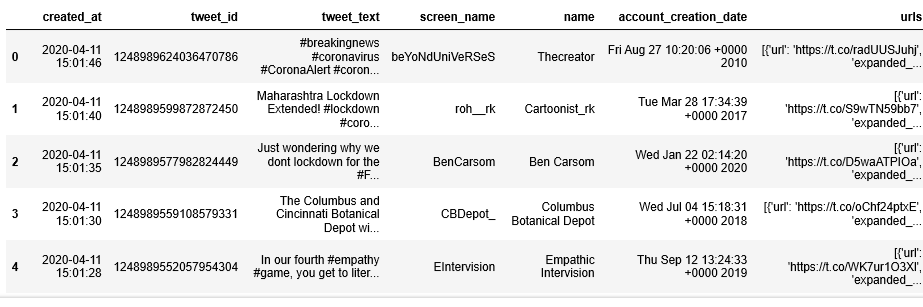 created_at tweet_id tweet_text screen_name name account_creation_date urls
0 2020-04-11 15:01:46 1248989624036470786 #breakingnews #coronavirus #CoronaAlert #coron... beYoNdUniVeRSeS Thecreator Fri Aug 27 10:20:06 +0000 2010 [{'url': 'https://t.co/radUUSJuhj', 'expanded_...
1 2020-04-11 15:01:40 1248989599872872450 Maharashtra Lockdown Extended! #lockdown #coro... roh__rk Cartoonist_rk Tue Mar 28 17:34:39 +0000 2017 [{'url': 'https://t.co/S9wTN59bb7', 'expanded_...
2 2020-04-11 15:01:35 1248989577982824449 Just wondering why we dont lockdown for the #F... BenCarsom Ben Carsom Wed Jan 22 02:14:20 +0000 2020 [{'url': 'https://t.co/D5waATPIOa', 'expanded_...
3 2020-04-11 15:01:30 1248989559108579331 The Columbus and Cincinnati Botanical Depot wi... CBDepot_ Columbus Botanical Depot Wed Jul 04 15:18:31 +0000 2018 [{'url': 'https://t.co/oChf24ptxE', 'expanded_...
4 2020-04-11 15:01:28 1248989552057954304 In our fourth #empathy #game, you get to liter... EIntervision Empathic Intervision Thu Sep 12 13:24:33 +0000 2019 [{'url': 'https://t.co/WK7ur1O3Xl', 'expanded_...